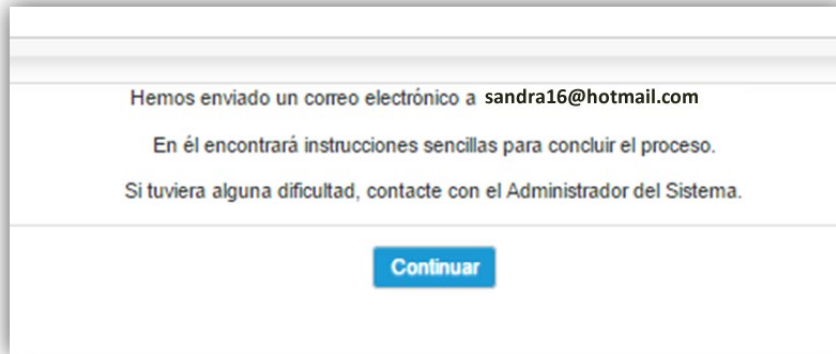 Hemos enviado un correo electrónico a sandra16@hotmail.com
En él encontrará instrucciones sencillas para concluir el proceso.
Si tuviera alguna dificultad, contacte con el Administrador del Sistema.
Continuar